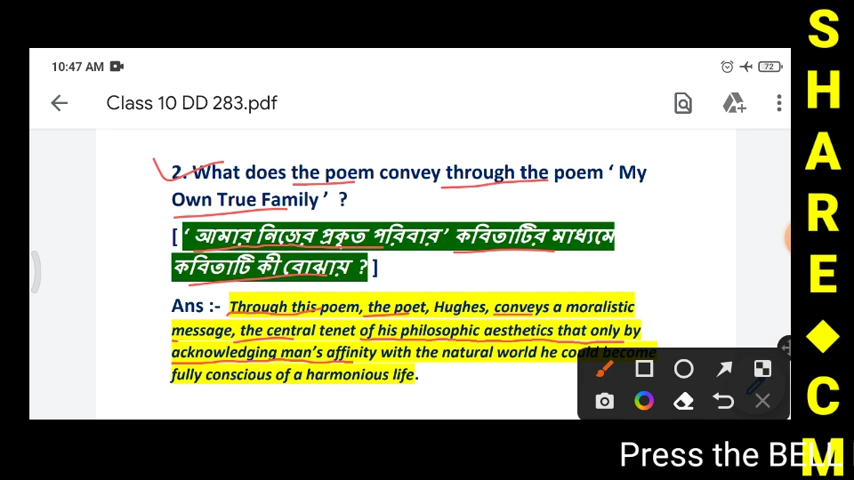 10:47 AM
72
Class 10 DD 283.pdf
2. What does the poem convey through the poem ‘ My
Own True Family ’ ?
[ ‘ আমার নিজের প্রকৃত পরিবার’ কবিতাটির মাধ্যমে
কবিতাটি কী বোঝায় ? ]
Ans :- Through this poem, the poet, Hughes, conveys a moralistic
message, the central tenet of his philosophic aesthetics that only by
acknowledging man’s affinity with the natural world he could become
fully conscious of a harmonious life.
SHARE◆CM
Press the BELL